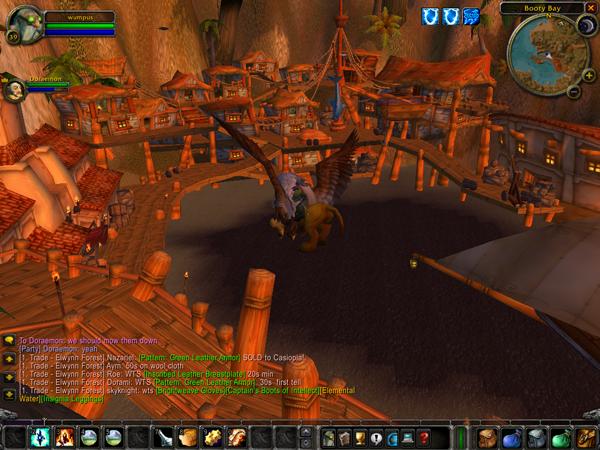 wumpus
39
Doraemon
Booty Bay
N
To Doraemon: we should mow them down
[Party] Doraemon: yeah
[1. Trade - Elwynn Forest] Nazariel: [Pattern: Green Leather Armor] SOLD to Casiopia!
[1. Trade - Elwynn Forest] Aym: 50s on wool cloth
[1. Trade - Elwynn Forest] Roe: WTS [Inscribed Leather Breastplate] 20s min
[1. Trade - Elwynn Forest] Dorami: WTS [Pattern: Green Leather Armor] 30s first tell
[1. Trade - Elwynn Forest] skyknight: wts [Brightweave Gloves][Captain's Boots of Intellect][Elemental
Water][Insignia Leggings]